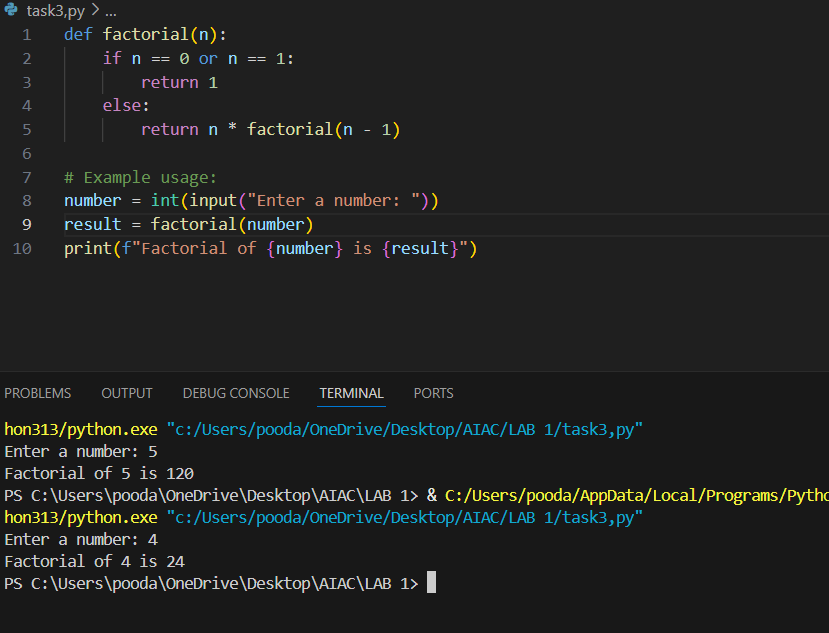 task3,py > ...
1 def factorial(n):
2     if n == 0 or n == 1:
3         return 1
4     else:
5         return n * factorial(n - 1)
6
7 # Example usage:
8 number = int(input("Enter a number: "))
9 result = factorial(number)
10 print(f"Factorial of {number} is {result}")
PROBLEMS OUTPUT DEBUG CONSOLE TERMINAL PORTS
hon313/python.exe "c:/Users/pooda/OneDrive/Desktop/AIAC/LAB 1/task3,py"
Enter a number: 5
Factorial of 5 is 120
PS C:\Users\pooda\OneDrive\Desktop\AIAC\LAB 1> & C:/Users/pooda/AppData/Local/Programs/Pytho
hon313/python.exe "c:/Users/pooda/OneDrive/Desktop/AIAC/LAB 1/task3,py"
Enter a number: 4
Factorial of 4 is 24
PS C:\Users\pooda\OneDrive\Desktop\AIAC\LAB 1>